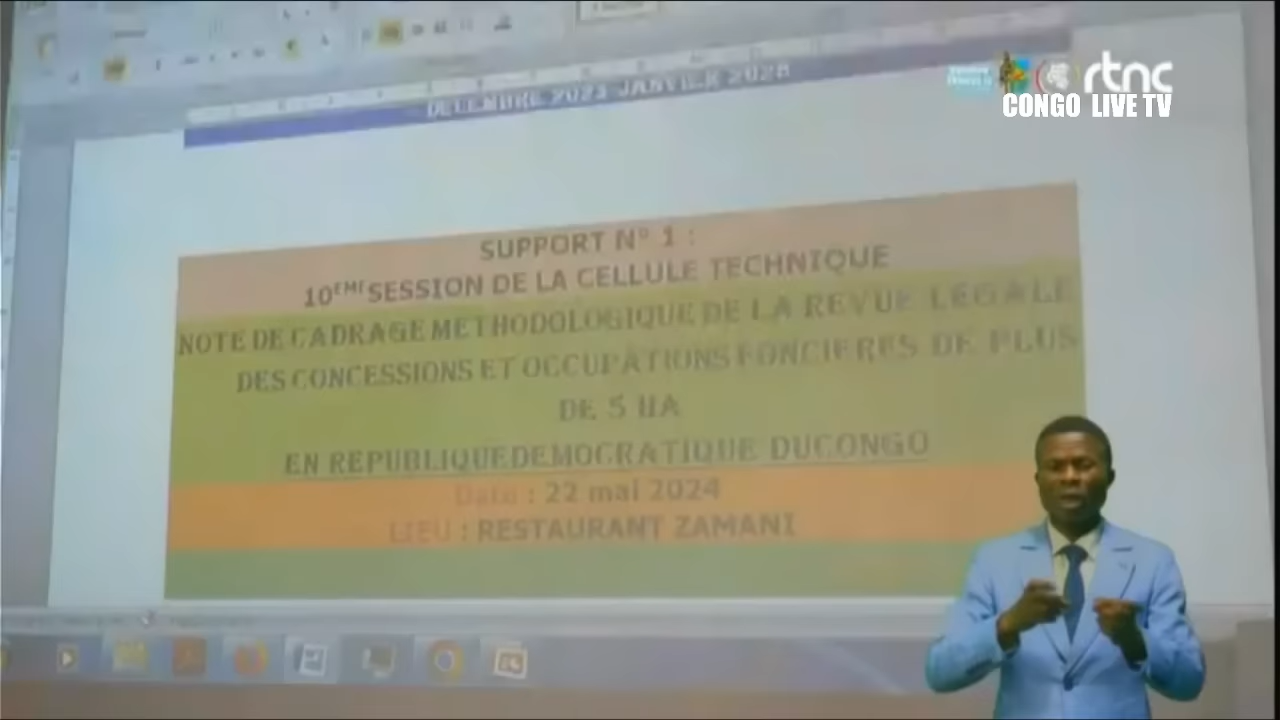 rtnc
CONGO LIVE TV
DECEMBRE 2023 JANVIER 2028
SUPPORT N° 1 :
10EME SESSION DE LA CELLULE TECHNIQUE
NOTE DE CADRAGE METHODOLOGIQUE DE LA REVUE LEGALE
DES CONCESSIONS ET OCCUPATIONS FONCIERES DE PLUS
DE 5 HA
EN REPUBLIQUE DEMOCRATIQUE DU CONGO
Date : 22 mai 2024
LIEU : RESTAURANT ZAMANI